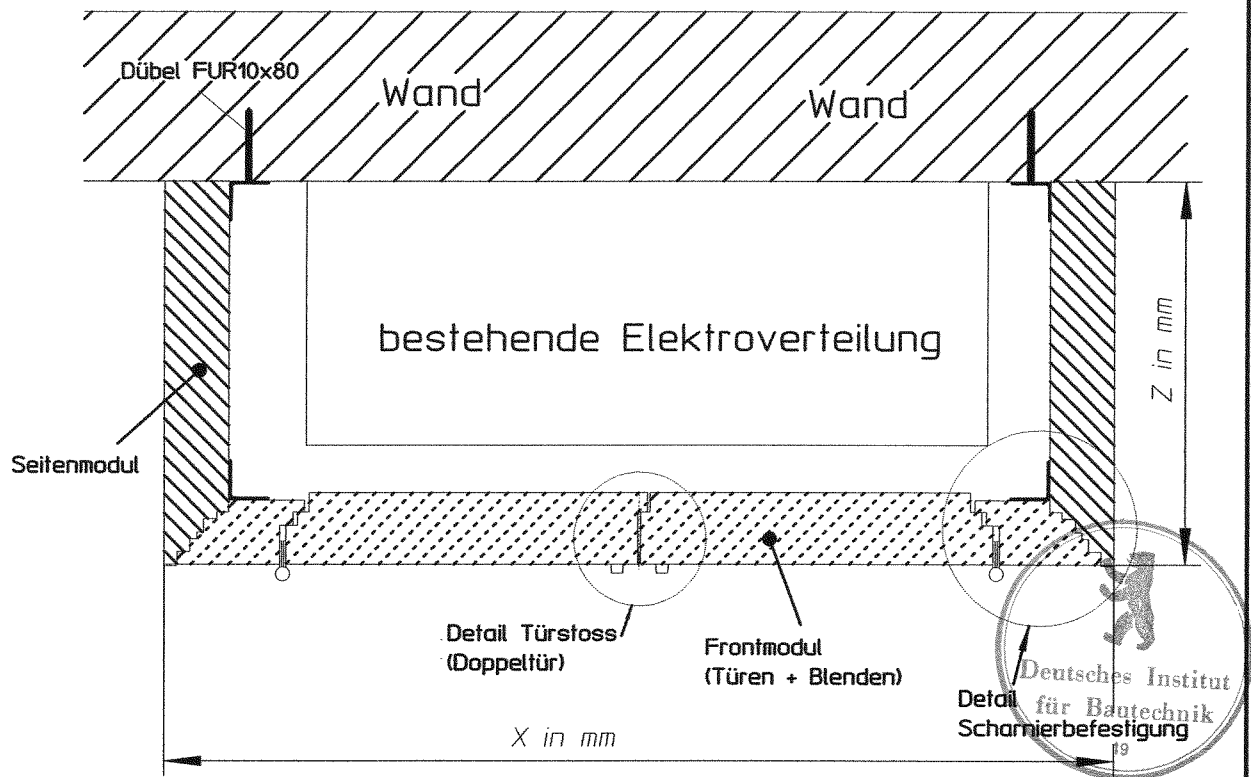 Dübel FUR10x80
Wand
Wand
bestehende Elektroverteilung
Z in mm
Seitenmodul
Detail Türstoss
(Doppeltür)
Frontmodul
(Türen + Blenden)
Detail
Scharnierbefestigung
Deutsches Institut
für Bautechnik
19
X in mm